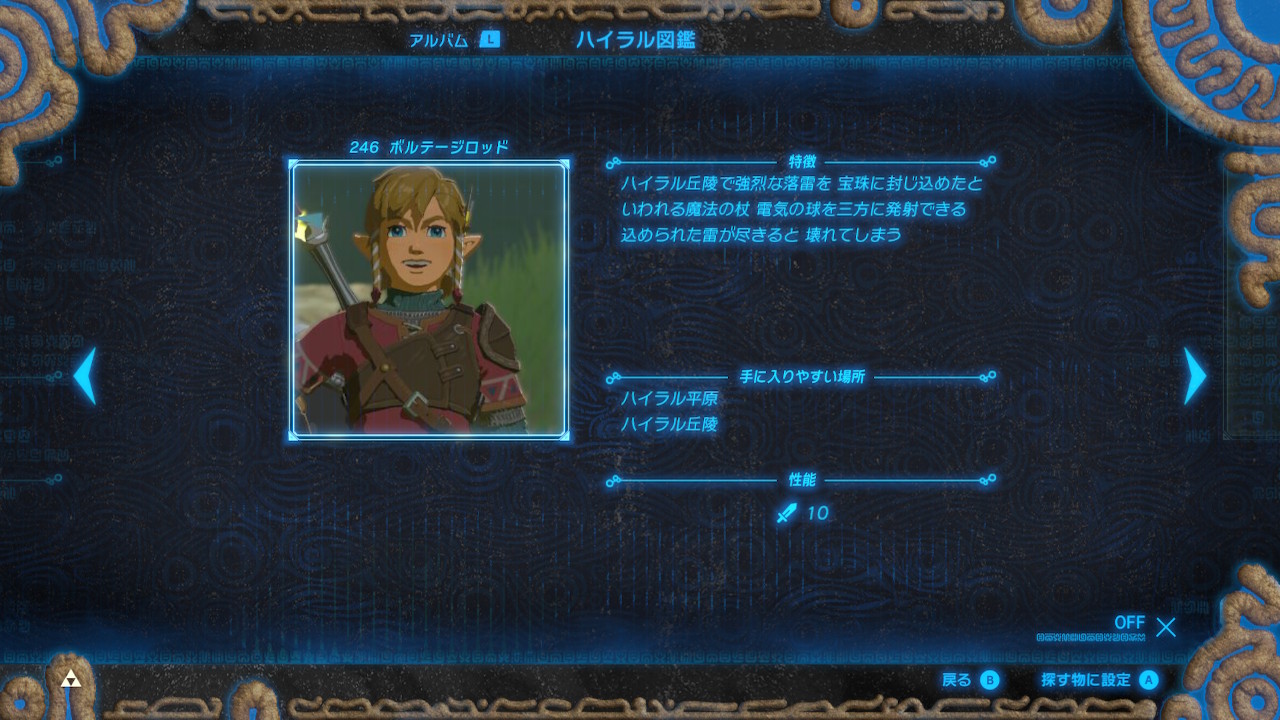 アルバム L
ハイラル図鑑
246 ボルテージロッド
特徴
ハイラル丘陵で強烈な落雷を 宝珠に封じ込めたと
いわれる魔法の杖 電気の球を三方に発射できる
込められた雷が尽きると 壊れてしまう
手に入りやすい場所
ハイラル平原
ハイラル丘陵
性能
10
OFF
戻る B 探す物に設定 A